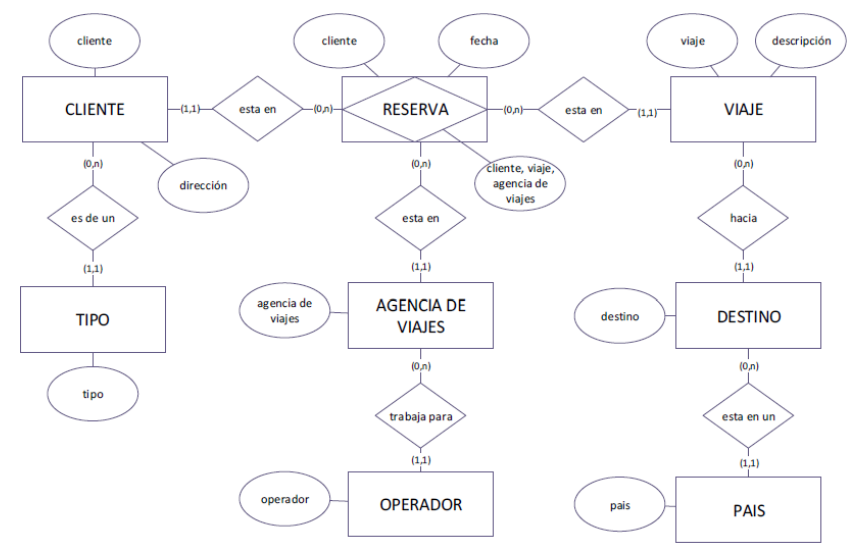 cliente
cliente
fecha
viaje
descripción
CLIENTE
(1,1)
esta en
(0,n)
RESERVA
(0,n)
esta en
(1,1)
VIAJE
(0,n)
dirección
(0,n)
cliente, viaje,
agencia de
viajes
(0,n)
es de un
esta en
hacia
(1,1)
(1,1)
(1,1)
TIPO
agencia de
viajes
AGENCIA DE
VIAJES
destino
DESTINO
tipo
(0,n)
(0,n)
trabaja para
esta en un
(1,1)
(1,1)
operador
OPERADOR
pais
PAIS